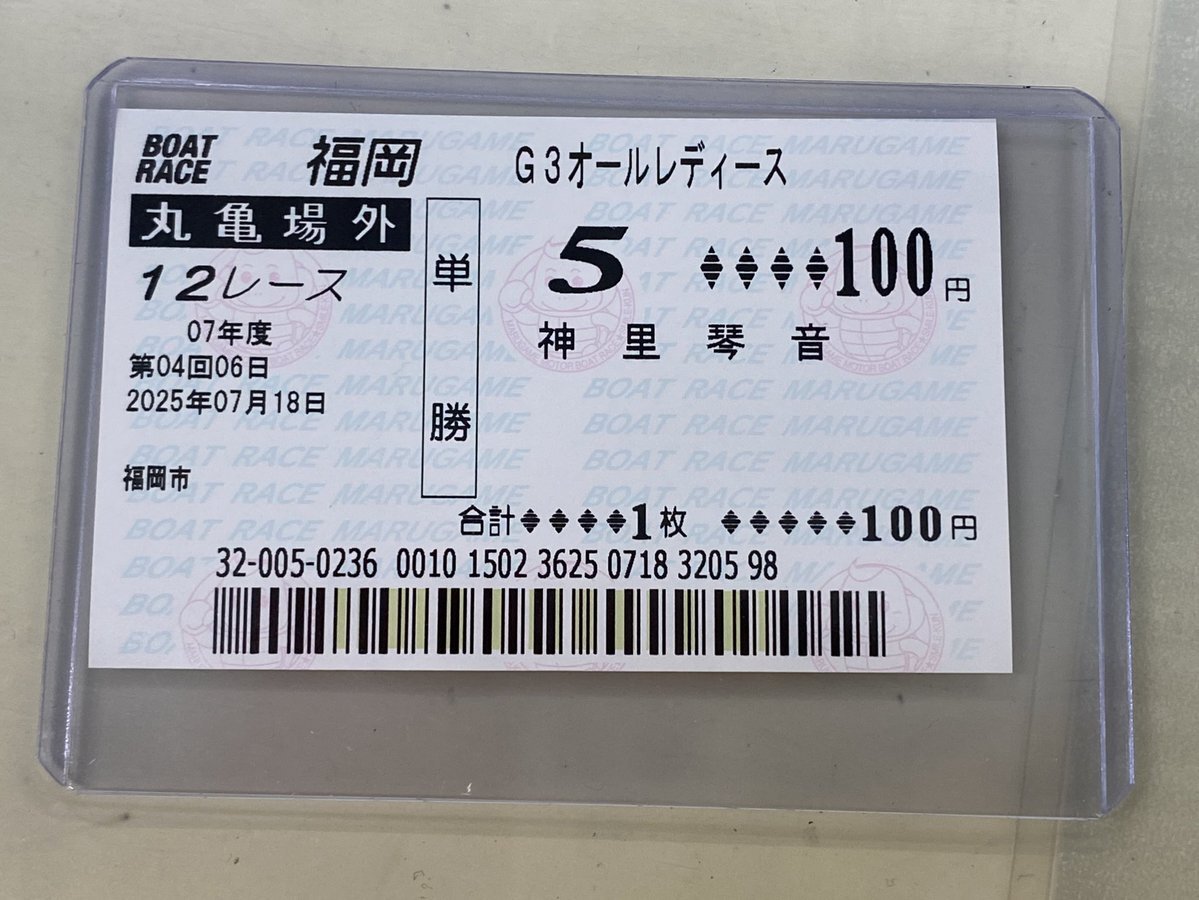 BOAT RACE 福岡 G3オールレディース
丸亀場外
12レース
07年度
第04回06日
2025年07月18日
福岡市
単勝
5 100円
神里琴音
合計 1枚 100円
32-005-0236 0010 1502 3625 0718 3205 98
BOAT RACE MARUGAME